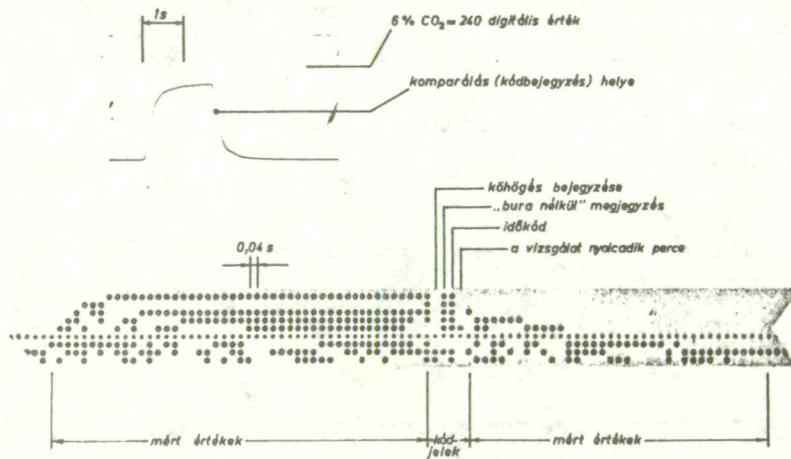 1s
6% CO₂=240 digitális érték
komparálás (kódbejegyzés) helye
köhögés bejegyzése
„bura nélkül" megjegyzés
időkód
a vizsgálat nyolcadik perce
0,04 s
mért értékek
kód
jelek
mért értékek